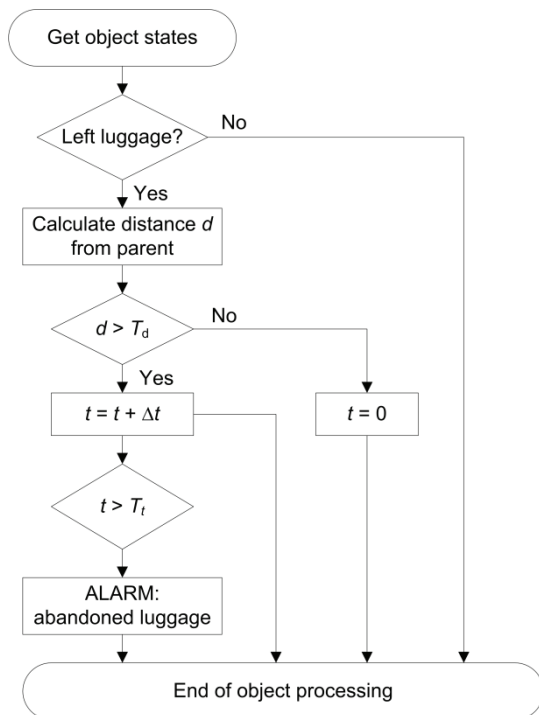 Get object states
Left luggage?
No
Yes
Calculate distance d
from parent
d > Td
No
Yes
t = t + Δt
t = 0
t > Tt
ALARM:
abandoned luggage
End of object processing